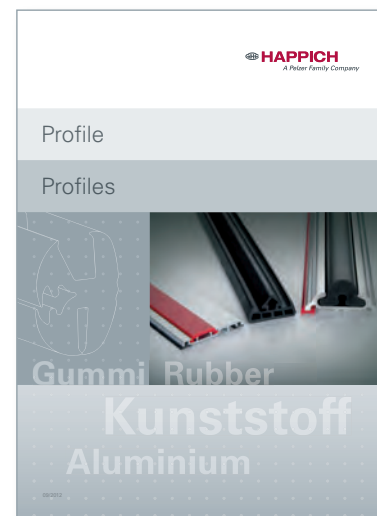 HAPPICH
A Pelzer Family Company
Profile
Profiles
Gummi Rubber
Kunststoff
Aluminium